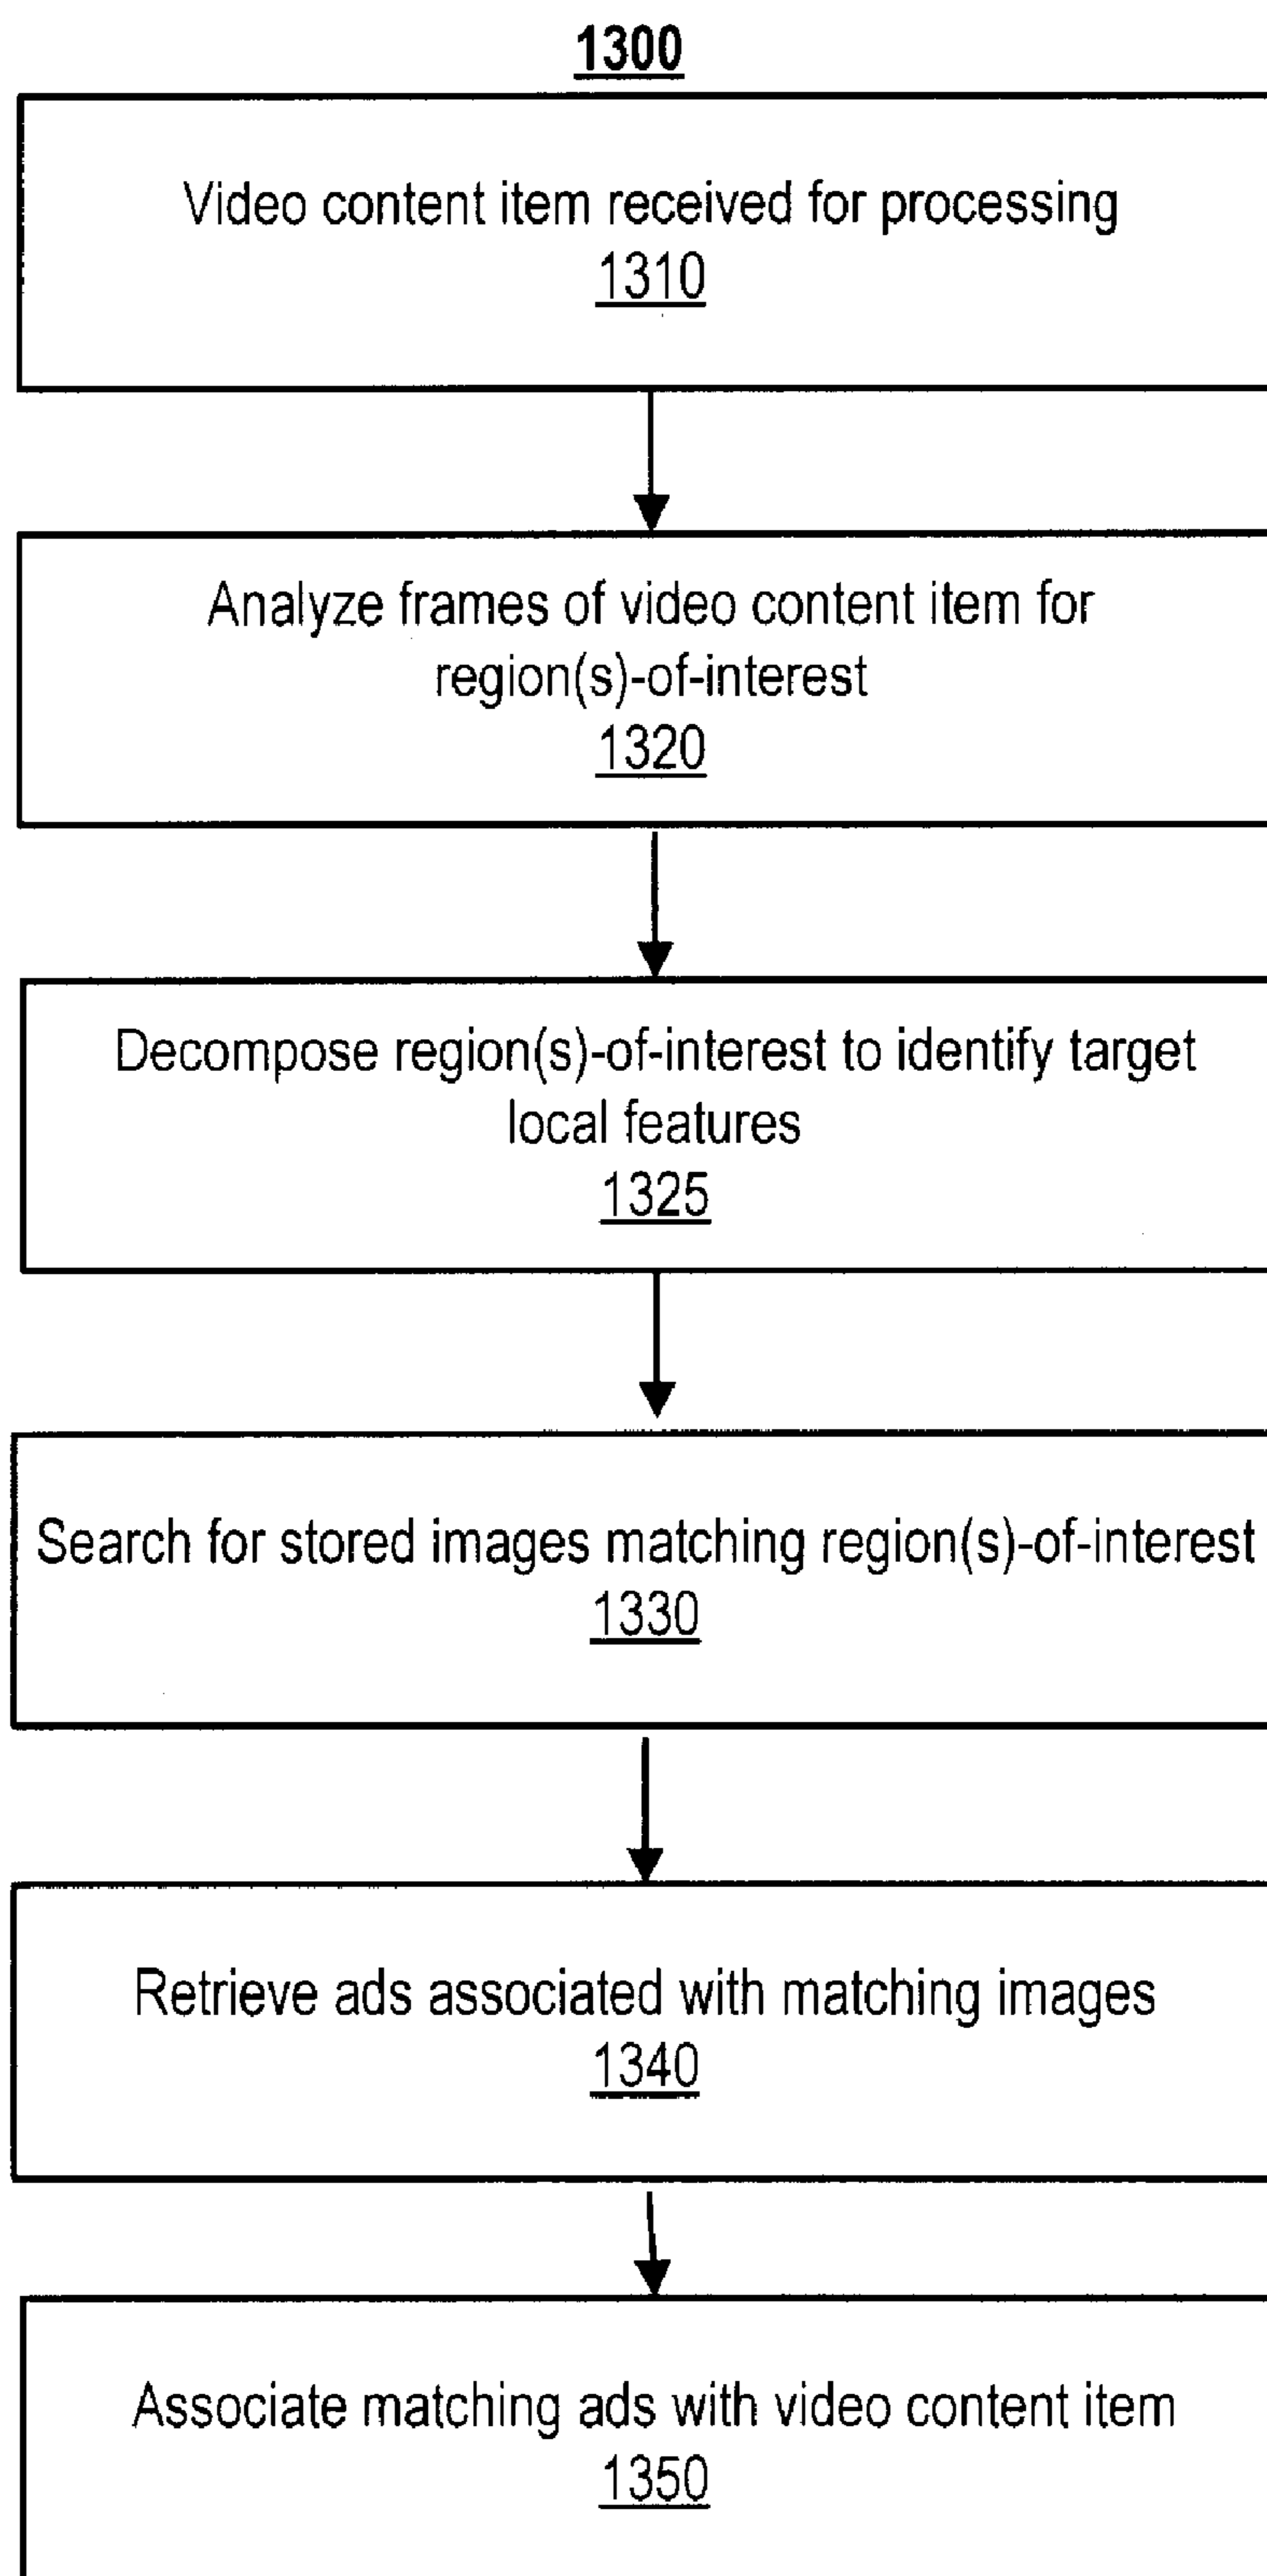 1300
Video content item received for processing
1310
Analyze frames of video content item for
region(s)-of-interest
1320
Decompose region(s)-of-interest to identify target
local features
1325
Search for stored images matching region(s)-of-interest
1330
Retrieve ads associated with matching images
1340
Associate matching ads with video content item
1350